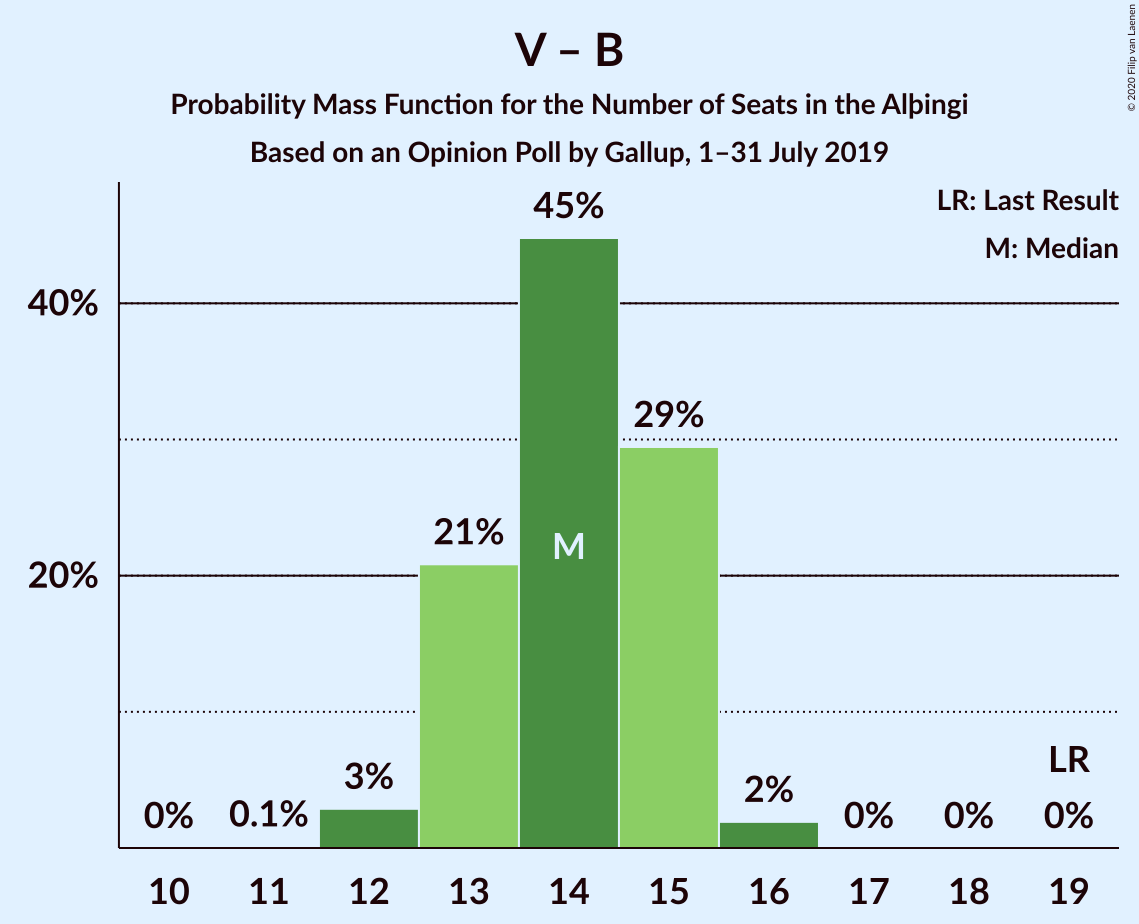 V – B
Probability Mass Function for the Number of Seats in the Alþingi
Based on an Opinion Poll by Gallup, 1–31 July 2019
© 2020 Filip van Laenen
LR: Last Result
M: Median
45%
40%
29%
21%
M
20%
LR
3%
2%
0%
0.1%
0%
0%
0%
10 11 12 13 14 15 16 17 18 19